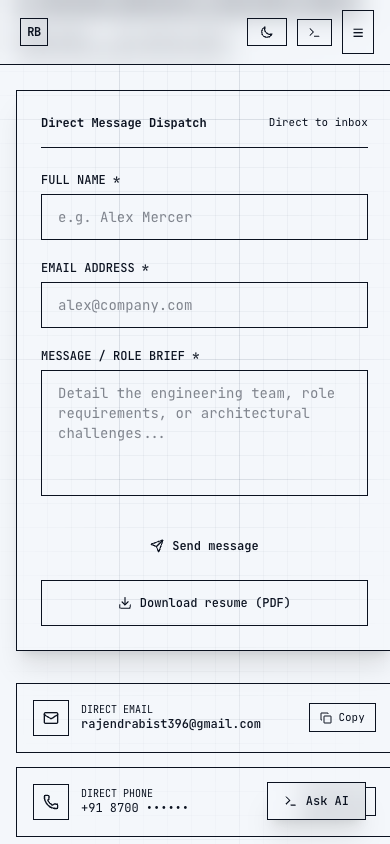 RB
Direct Message Dispatch
Direct to inbox
FULL NAME *
e.g. Alex Mercer
EMAIL ADDRESS *
alex@company.com
MESSAGE / ROLE BRIEF *
Detail the engineering team, role
requirements, or architectural
challenges...
Send message
Download resume (PDF)
DIRECT EMAIL
rajendrabist396@gmail.com
Copy
DIRECT PHONE
+91 8700 ••••••
Ask AI